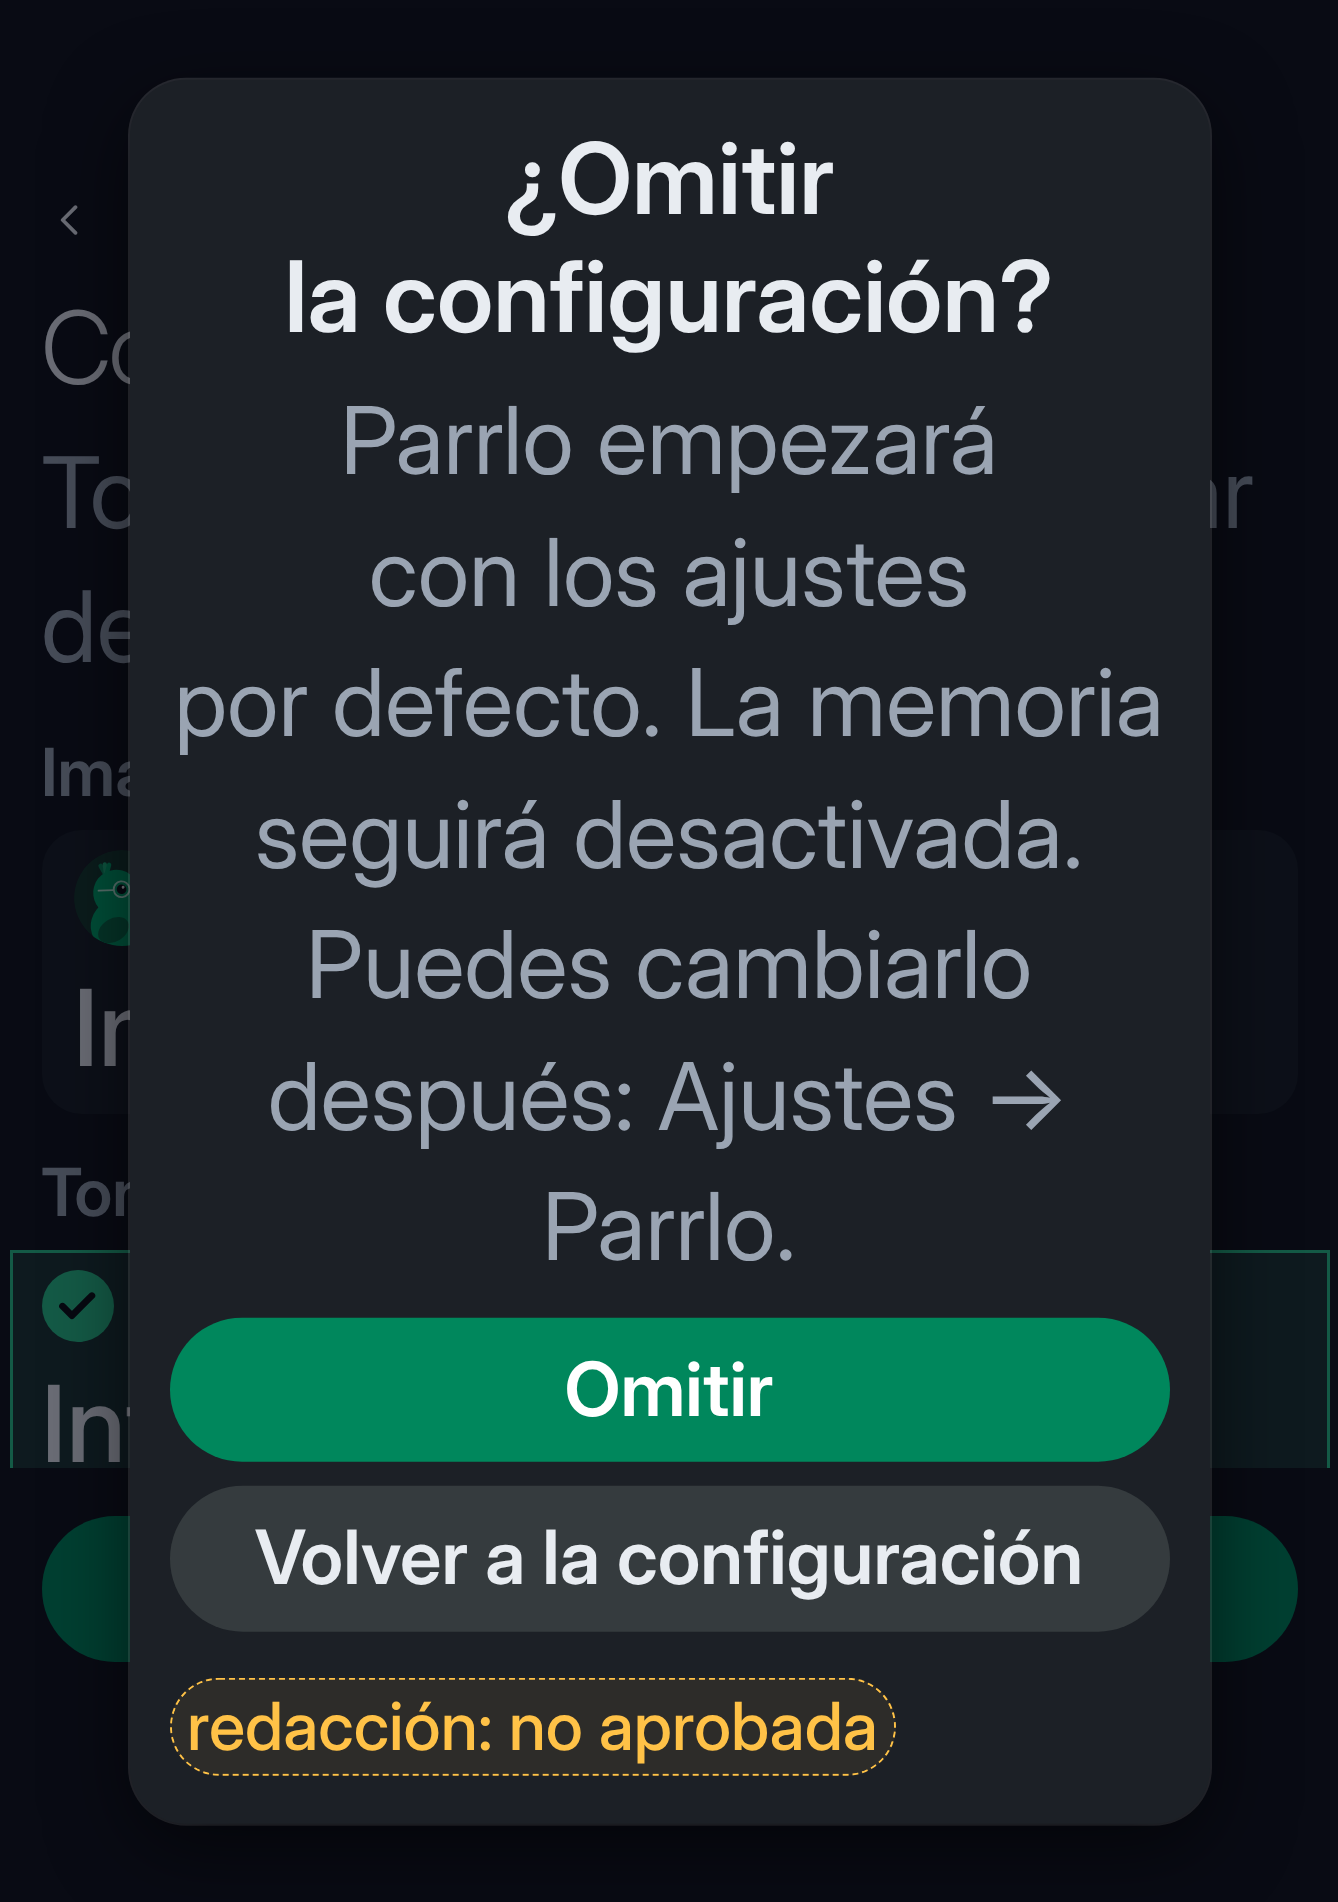 ¿Omitir
la configuración?
Parrlo empezará
con los ajustes
por defecto. La memoria
seguirá desactivada.
Puedes cambiarlo
después: Ajustes →
Parrlo.
Omitir
Volver a la configuración
redacción: no aprobada